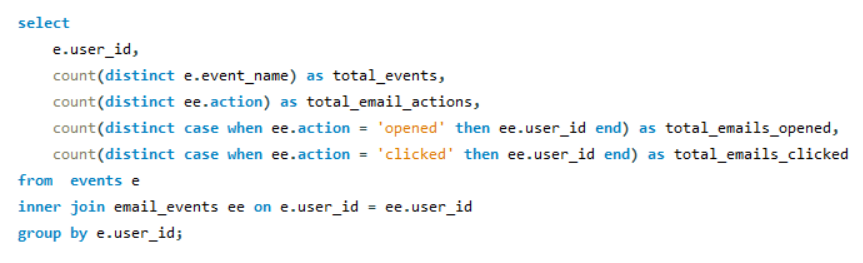 select
    e.user_id,
    count(distinct e.event_name) as total_events,
    count(distinct ee.action) as total_email_actions,
    count(distinct case when ee.action = 'opened' then ee.user_id end) as total_emails_opened,
    count(distinct case when ee.action = 'clicked' then ee.user_id end) as total_emails_clicked
from  events e
inner join email_events ee on e.user_id = ee.user_id
group by e.user_id;